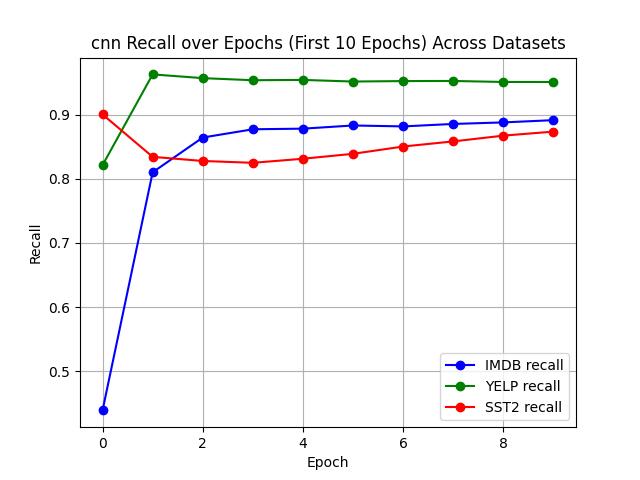 cnn Recall over Epochs (First 10 Epochs) Across Datasets
0.9
0.8
0.7
0.6
0.5
Recall
0 2 4 6 8
Epoch
IMDB recall
YELP recall
SST2 recall